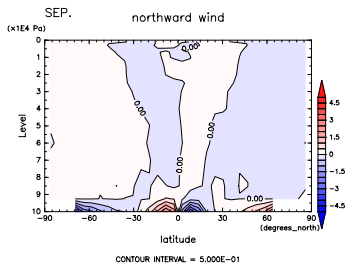 SEP.
northward wind
(×1E4 Pa)
0
1
2
3
4
5
6
7
8
9
10
Level
0.00
0.00
0.00
0.00
0.00
4.5
3
1.5
0
-1.5
-3
-4.5
-90 -60 -30 0 30 60 90
(degrees_north)
latitude
CONTOUR INTERVAL = 5.000E-01